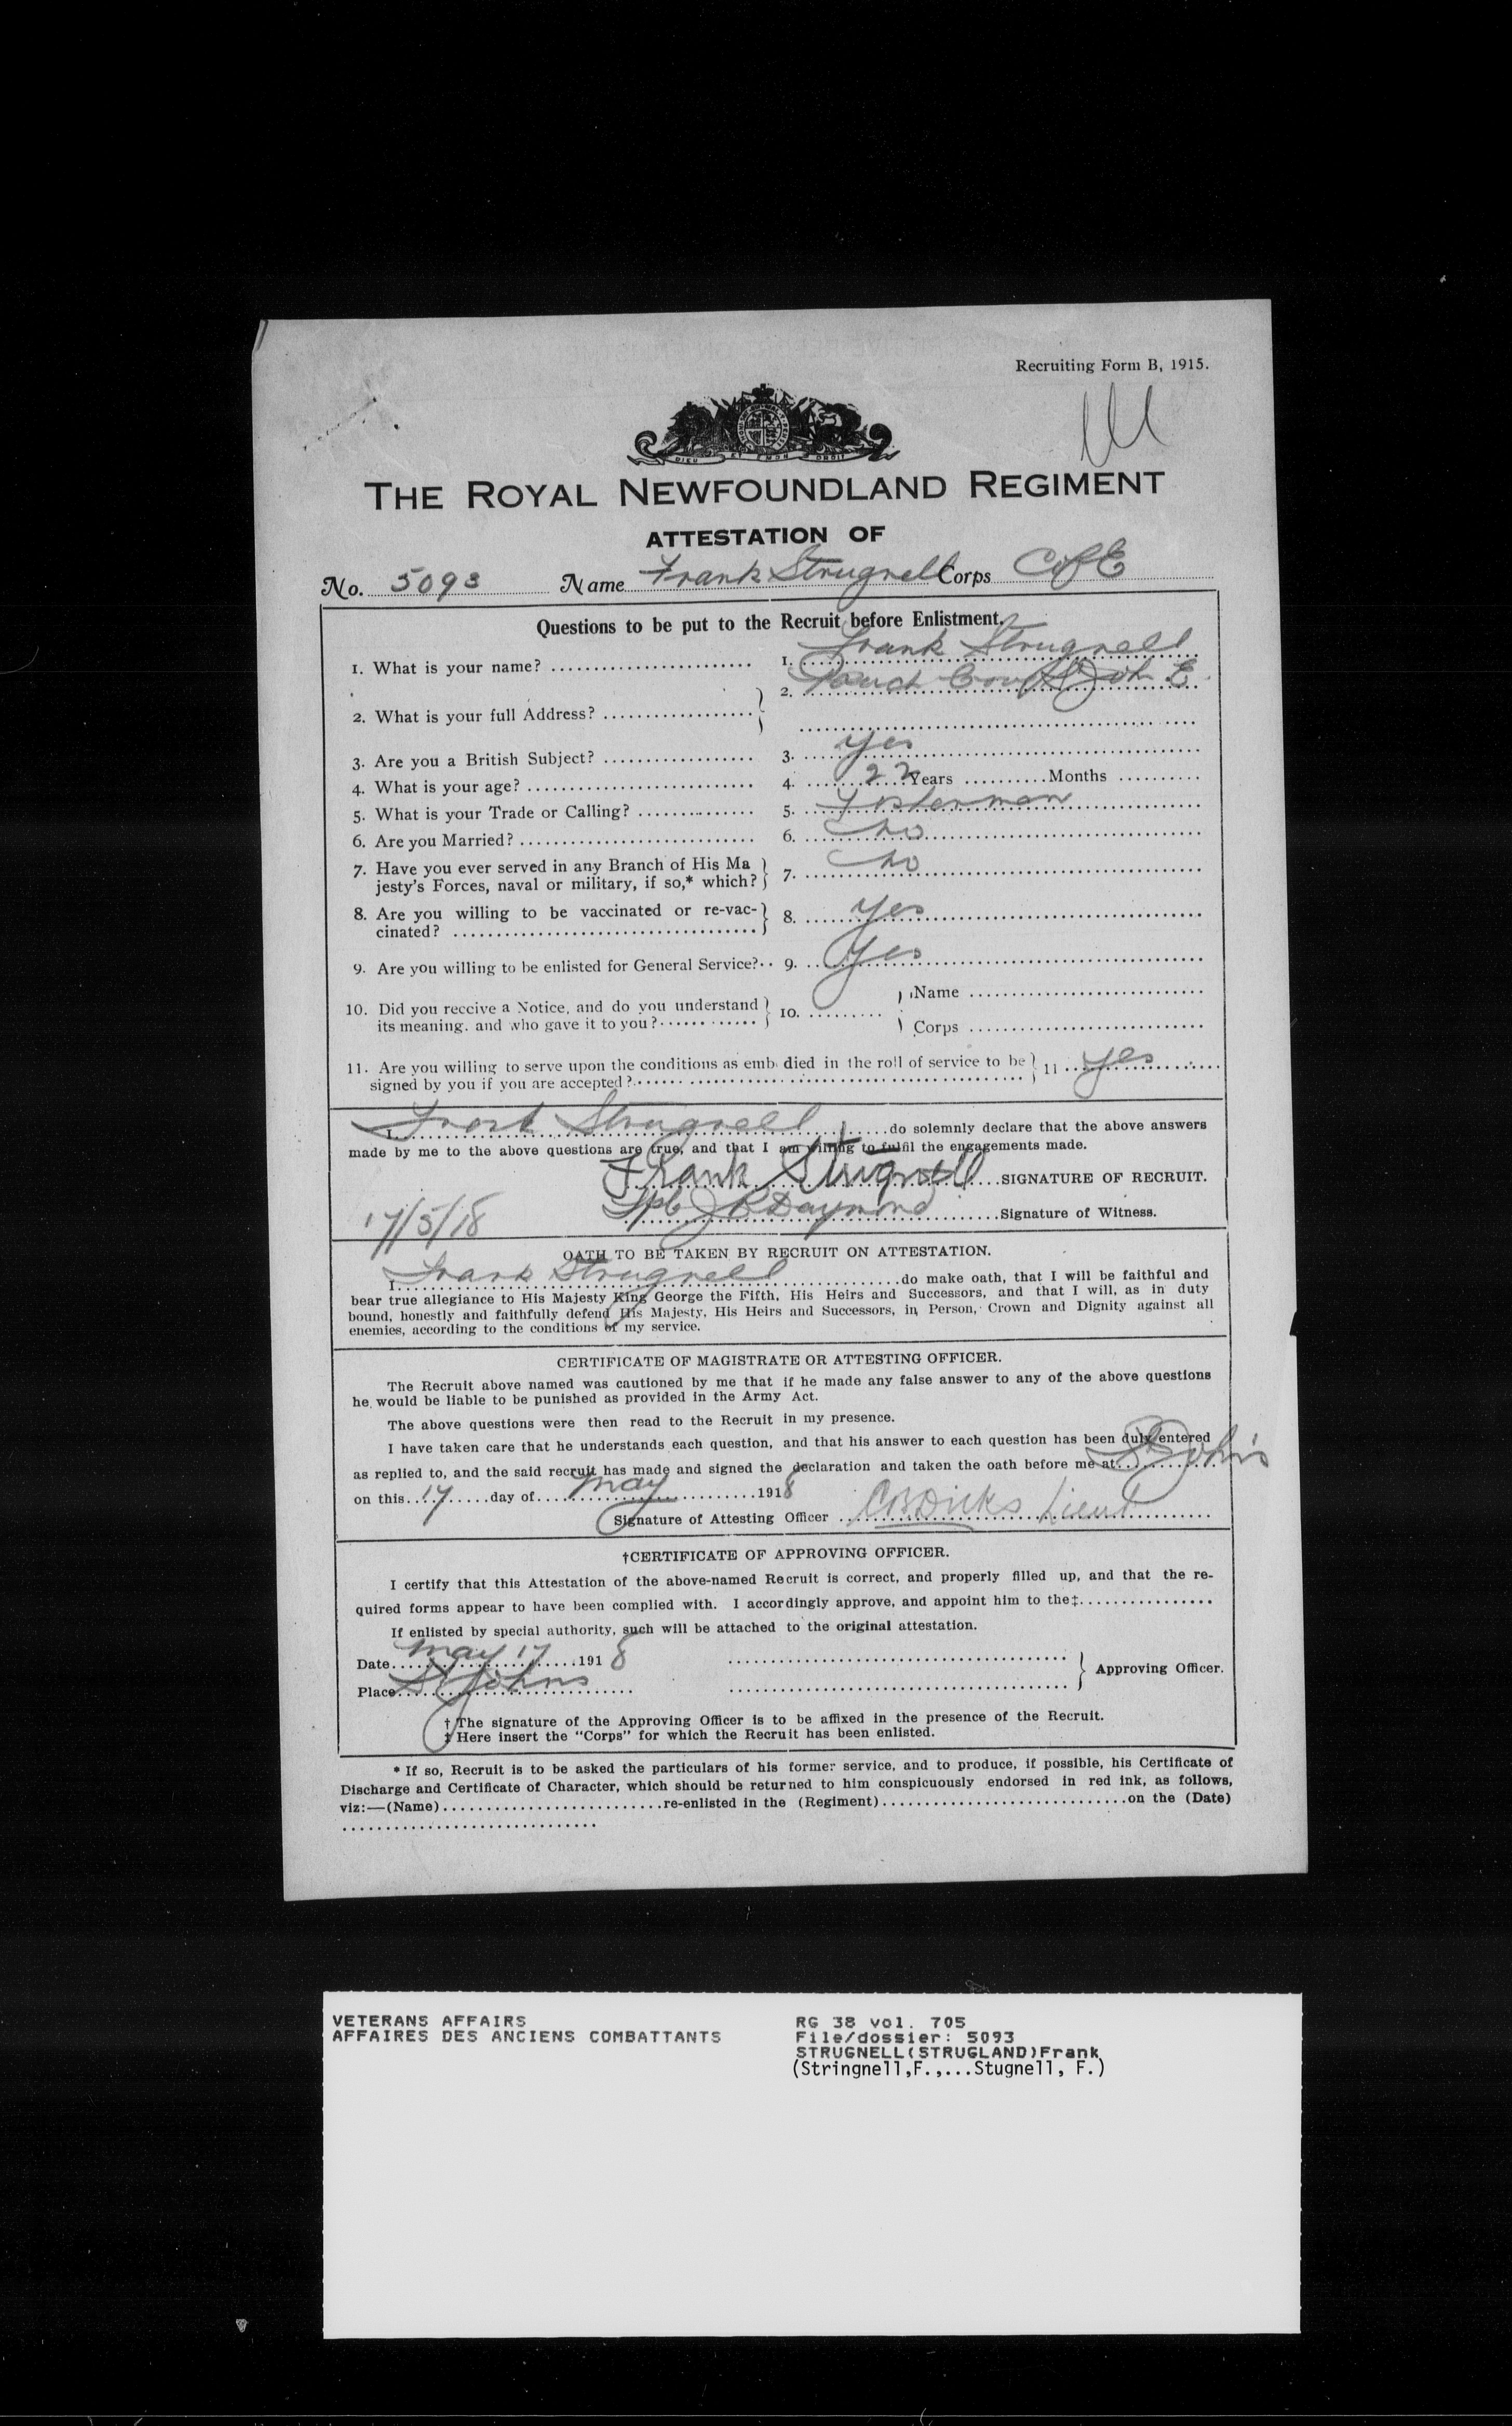 Recruiting Form B, 1915.
DIEU ET MON DROIT
THE ROYAL NEWFOUNDLAND REGIMENT
ATTESTATION OF
No. 5093 Name Frank Strugnell Corps C of E
Questions to be put to the Recruit before Enlistment.
1. What is your name? 1. Frank Strugnell
2. What is your full Address? 2. Pouch Cove St Joh E
3. Are you a British Subject? 3. yes
4. What is your age? 4. 22 Years Months
5. What is your Trade or Calling? 5. Fisherman
6. Are you Married? 6. No
7. Have you ever served in any Branch of His Ma
jesty's Forces, naval or military, if so,* which? 7. No
8. Are you willing to be vaccinated or re-vac-
cinated? 8. yes
9. Are you willing to be enlisted for General Service? 9. yes
10. Did you receive a Notice, and do you understand
its meaning. and who gave it to you? 10. Name
Corps
11. Are you willing to serve upon the conditions as emb died in the roll of service to be
signed by you if you are accepted? 11 yes
I Frank Strugnell do solemnly declare that the above answers
made by me to the above questions are true, and that I am willing to fulfil the engagements made.
Frank Strugnell SIGNATURE OF RECRUIT.
17/5/18 J R Daymond Signature of Witness.
OATH TO BE TAKEN BY RECRUIT ON ATTESTATION.
I Frank Strugnell do make oath, that I will be faithful and
bear true allegiance to His Majesty King George the Fifth, His Heirs and Successors, and that I will, as in duty
bound, honestly and faithfully defend His Majesty, His Heirs and Successors, in Person, Crown and Dignity against all
enemies, according to the conditions of my service.
CERTIFICATE OF MAGISTRATE OR ATTESTING OFFICER.
The Recruit above named was cautioned by me that if he made any false answer to any of the above questions
he would be liable to be punished as provided in the Army Act.
The above questions were then read to the Recruit in my presence.
I have taken care that he understands each question, and that his answer to each question has been duly entered
as replied to, and the said recruit has made and signed the declaration and taken the oath before me at St John's
on this 17 day of May 1918
Signature of Attesting Officer C B Dicks Lieut
†CERTIFICATE OF APPROVING OFFICER.
I certify that this Attestation of the above-named Recruit is correct, and properly filled up, and that the re-
quired forms appear to have been complied with. I accordingly approve, and appoint him to the‡
If enlisted by special authority, such will be attached to the original attestation.
Date May 17 1918
Place St Johns Approving Officer.
† The signature of the Approving Officer is to be affixed in the presence of the Recruit.
‡ Here insert the "Corps" for which the Recruit has been enlisted.
* If so, Recruit is to be asked the particulars of his former service, and to produce, if possible, his Certificate of
Discharge and Certificate of Character, which should be returned to him conspicuously endorsed in red ink, as follows,
viz:—(Name) re-enlisted in the (Regiment) on the (Date)
VETERANS AFFAIRS
AFFAIRES DES ANCIENS COMBATTANTS
RG 38 vol. 705
File/dossier: 5093
STRUGNELL(STRUGLAND)Frank
(Stringnell,F.,...Stugnell, F.)